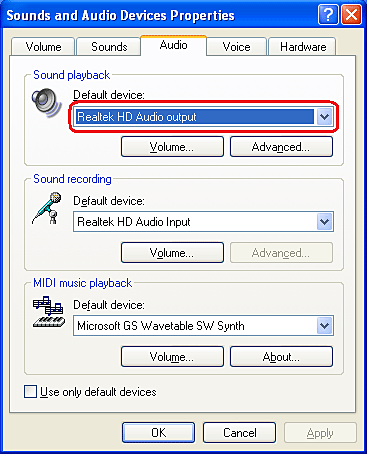 Sounds and Audio Devices Properties
Volume Sounds Audio Voice Hardware
Sound playback
Default device:
Realtek HD Audio output
Volume... Advanced...
Sound recording
Default device:
Realtek HD Audio Input
Volume... Advanced...
MIDI music playback
Default device:
Microsoft GS Wavetable SW Synth
Volume... About...
Use only default devices
OK Cancel Apply